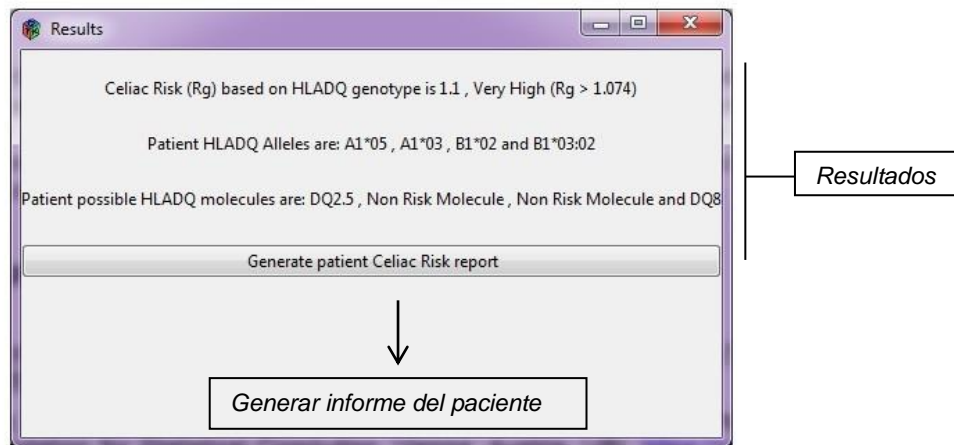 Results
Celiac Risk (Rg) based on HLADQ genotype is 1.1 , Very High (Rg > 1.074)
Patient HLADQ Alleles are: A1*05 , A1*03 , B1*02 and B1*03:02
Resultados
Patient possible HLADQ molecules are: DQ2.5 , Non Risk Molecule , Non Risk Molecule and DQ8
Generate patient Celiac Risk report
Generar informe del paciente